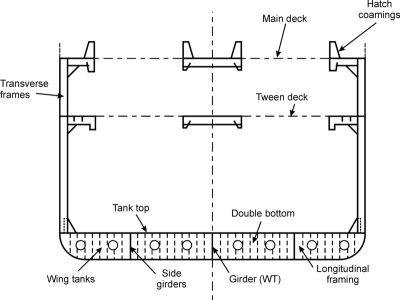 Hatch
coamings
Main deck
Transverse
frames
Tween deck
Tank top
Double bottom
Wing tanks
Side
girders
Girder (WT)
Longitudinal
framing